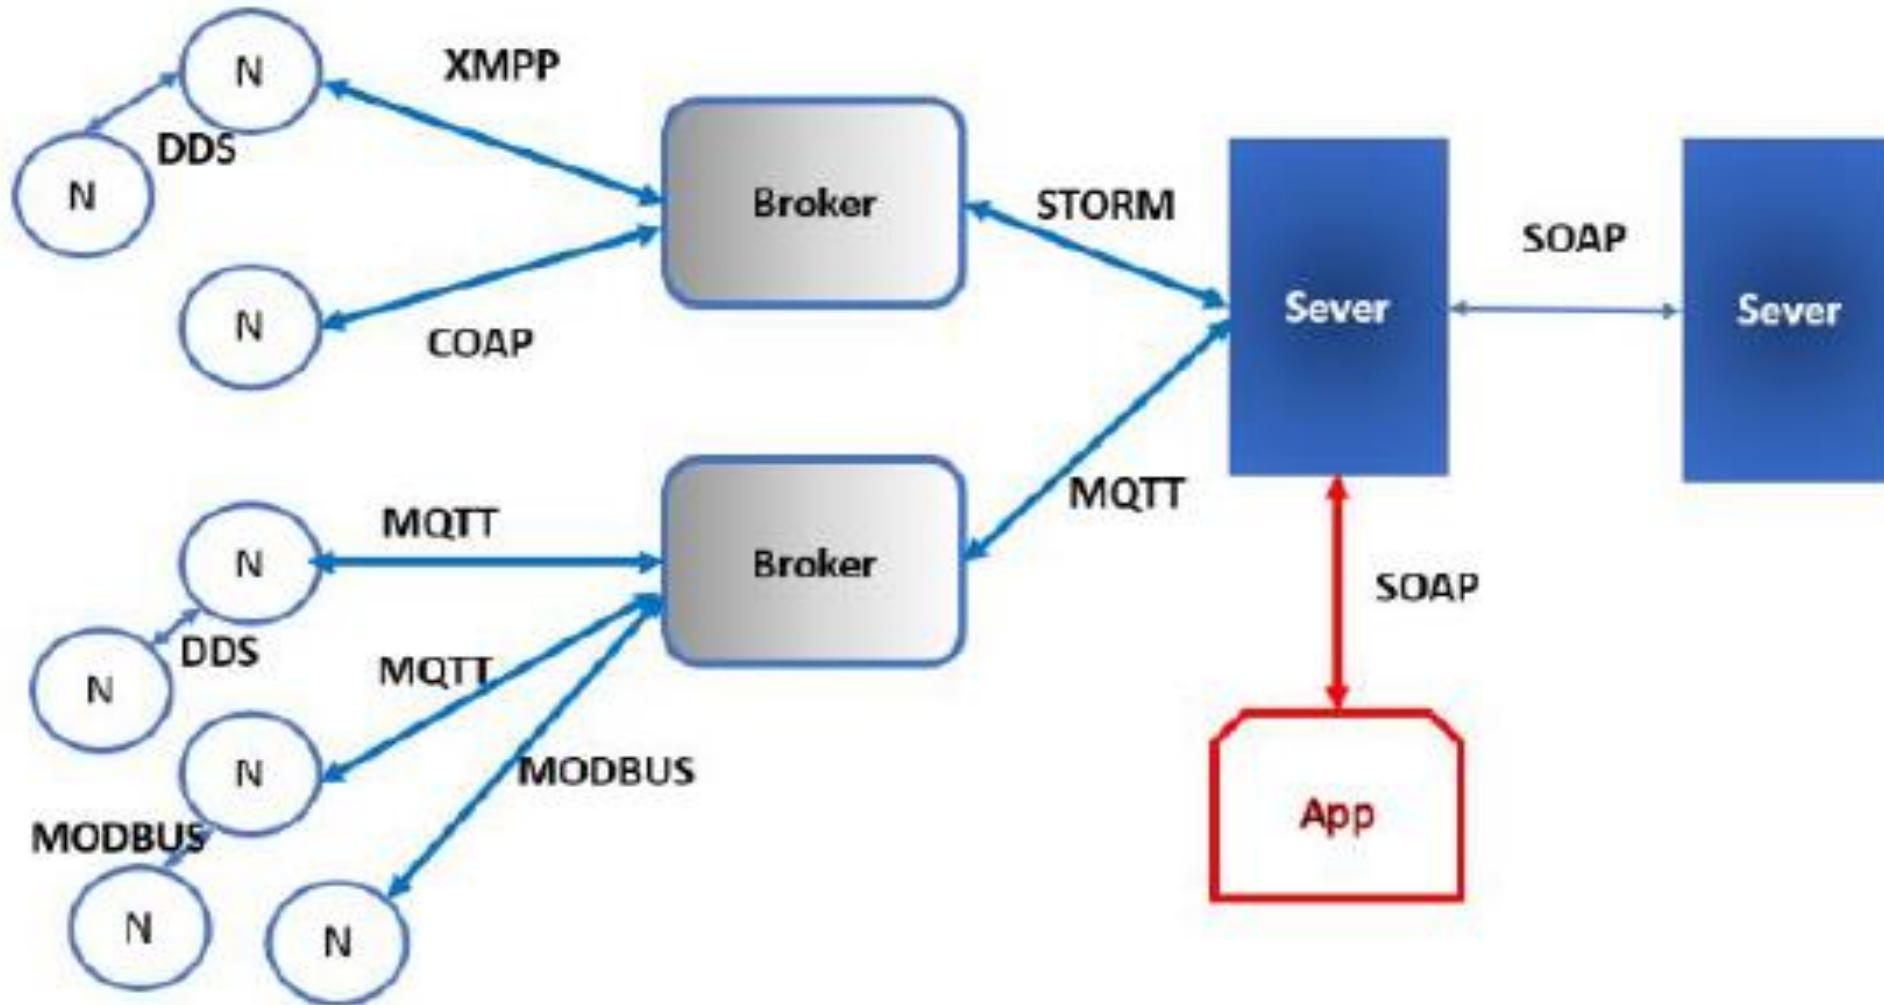 N
XMPP
DDS
N
Broker
STORM
Sever
SOAP
Sever
N
COAP
MQTT
N
Broker
MQTT
SOAP
DDS
N
MQTT
N
MODBUS
MODBUS
App
N
N